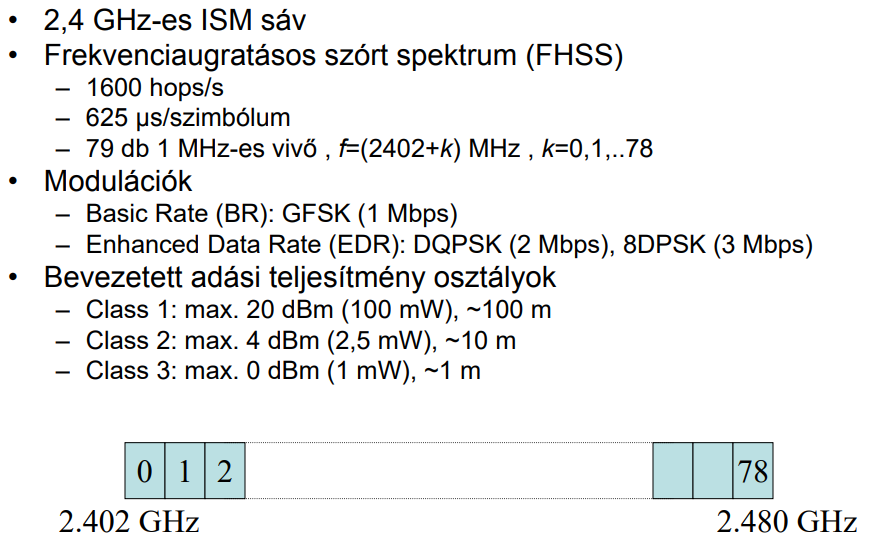 • 2,4 GHz-es ISM sáv
• Frekvenciaugratásos szórt spektrum (FHSS)
– 1600 hops/s
– 625 μs/szimbólum
– 79 db 1 MHz-es vivő , f=(2402+k) MHz , k=0,1,..78
• Modulációk
– Basic Rate (BR): GFSK (1 Mbps)
– Enhanced Data Rate (EDR): DQPSK (2 Mbps), 8DPSK (3 Mbps)
• Bevezetett adási teljesítmény osztályok
– Class 1: max. 20 dBm (100 mW), ~100 m
– Class 2: max. 4 dBm (2,5 mW), ~10 m
– Class 3: max. 0 dBm (1 mW), ~1 m
0 1 2 78
2.402 GHz 2.480 GHz